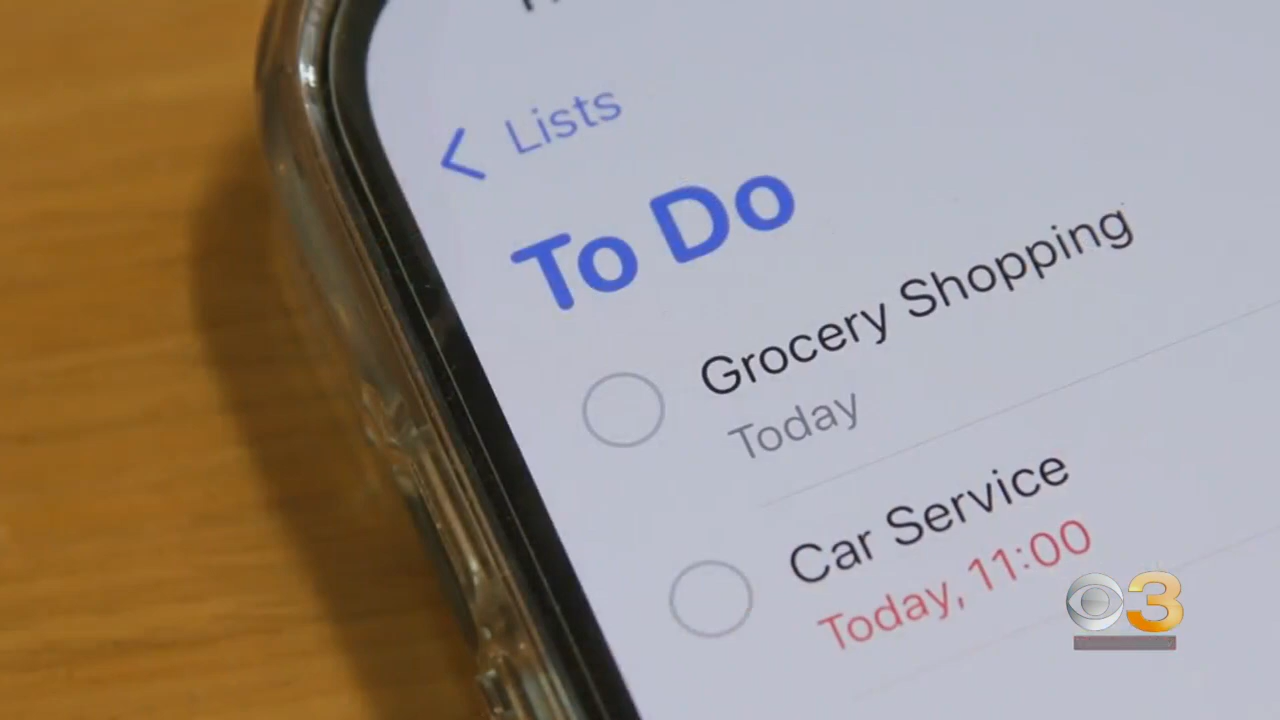 Lists
To Do
Grocery Shopping
Today
Car Service
Today, 11:00
3